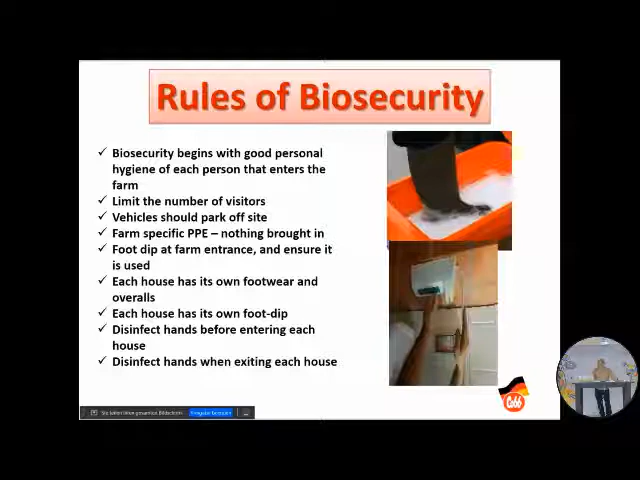 Rules of Biosecurity
✓ Biosecurity begins with good personal
hygiene of each person that enters the
farm
✓ Limit the number of visitors
✓ Vehicles should park off site
✓ Farm specific PPE – nothing brought in
✓ Foot dip at farm entrance, and ensure it
is used
✓ Each house has its own footwear and
overalls
✓ Each house has its own foot-dip
✓ Disinfect hands before entering each
house
✓ Disinfect hands when exiting each house
Cobb